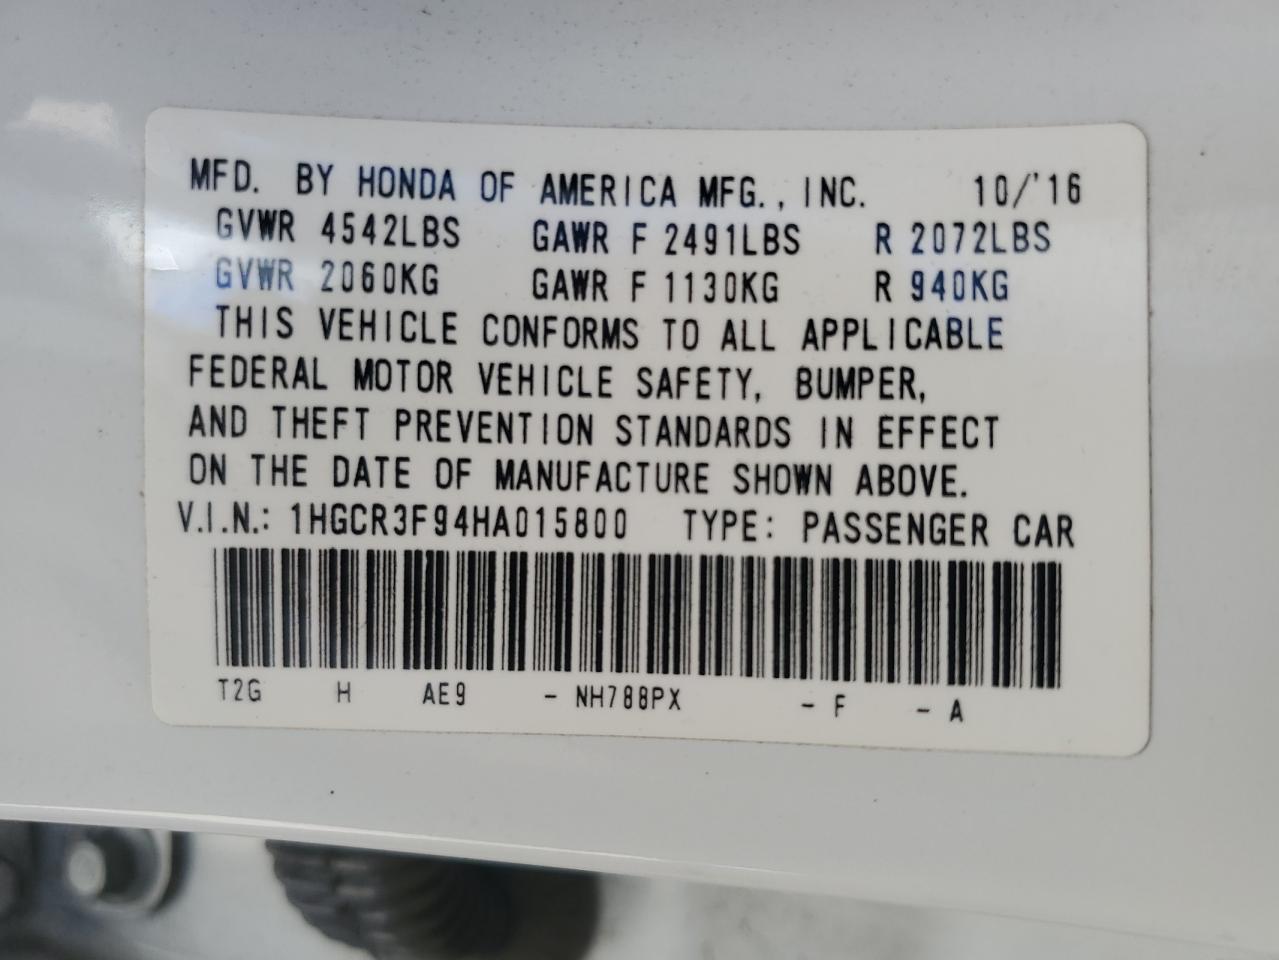 MFD. BY HONDA OF AMERICA MFG., INC. 10/'16
GVWR 4542LBS GAWR F 2491LBS R 2072LBS
GVWR 2060KG GAWR F 1130KG R 940KG
THIS VEHICLE CONFORMS TO ALL APPLICABLE
FEDERAL MOTOR VEHICLE SAFETY, BUMPER,
AND THEFT PREVENTION STANDARDS IN EFFECT
ON THE DATE OF MANUFACTURE SHOWN ABOVE.
V.I.N.: 1HGCR3F94HA015800 TYPE: PASSENGER CAR
T2G H AE9 - NH788PX - F - A